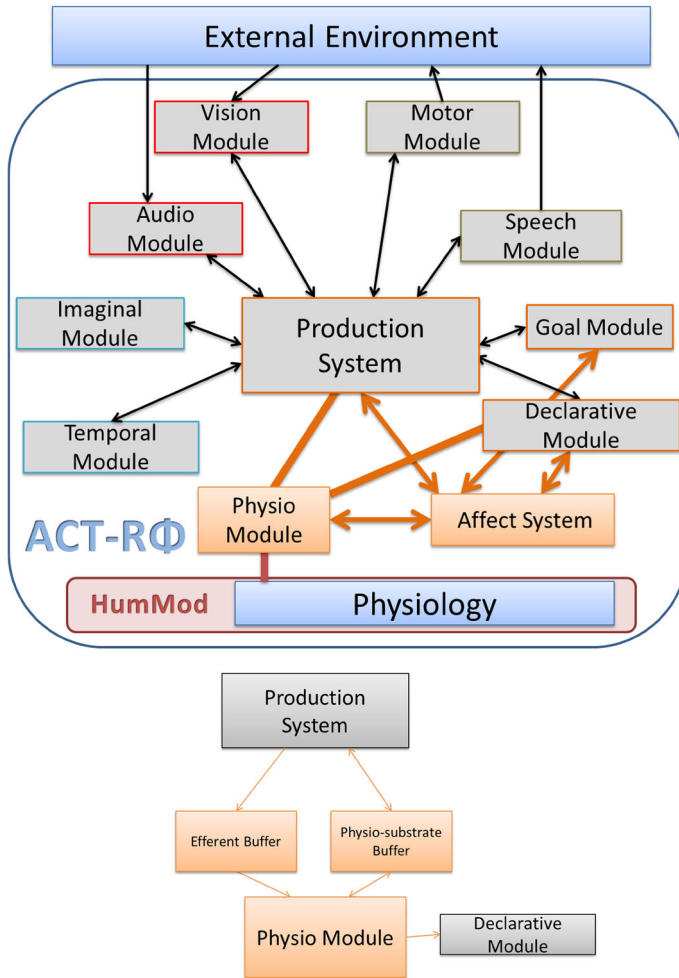 External Environment
Vision
Module
Motor
Module
Audio
Module
Speech
Module
Imaginal
Module
Production
System
Goal Module
Temporal
Module
Declarative
Module
Physio
Module
Affect System
ACT-RΦ
HumMod
Physiology
Production
System
Efferent Buffer
Physio-substrate
Buffer
Physio Module
Declarative
Module